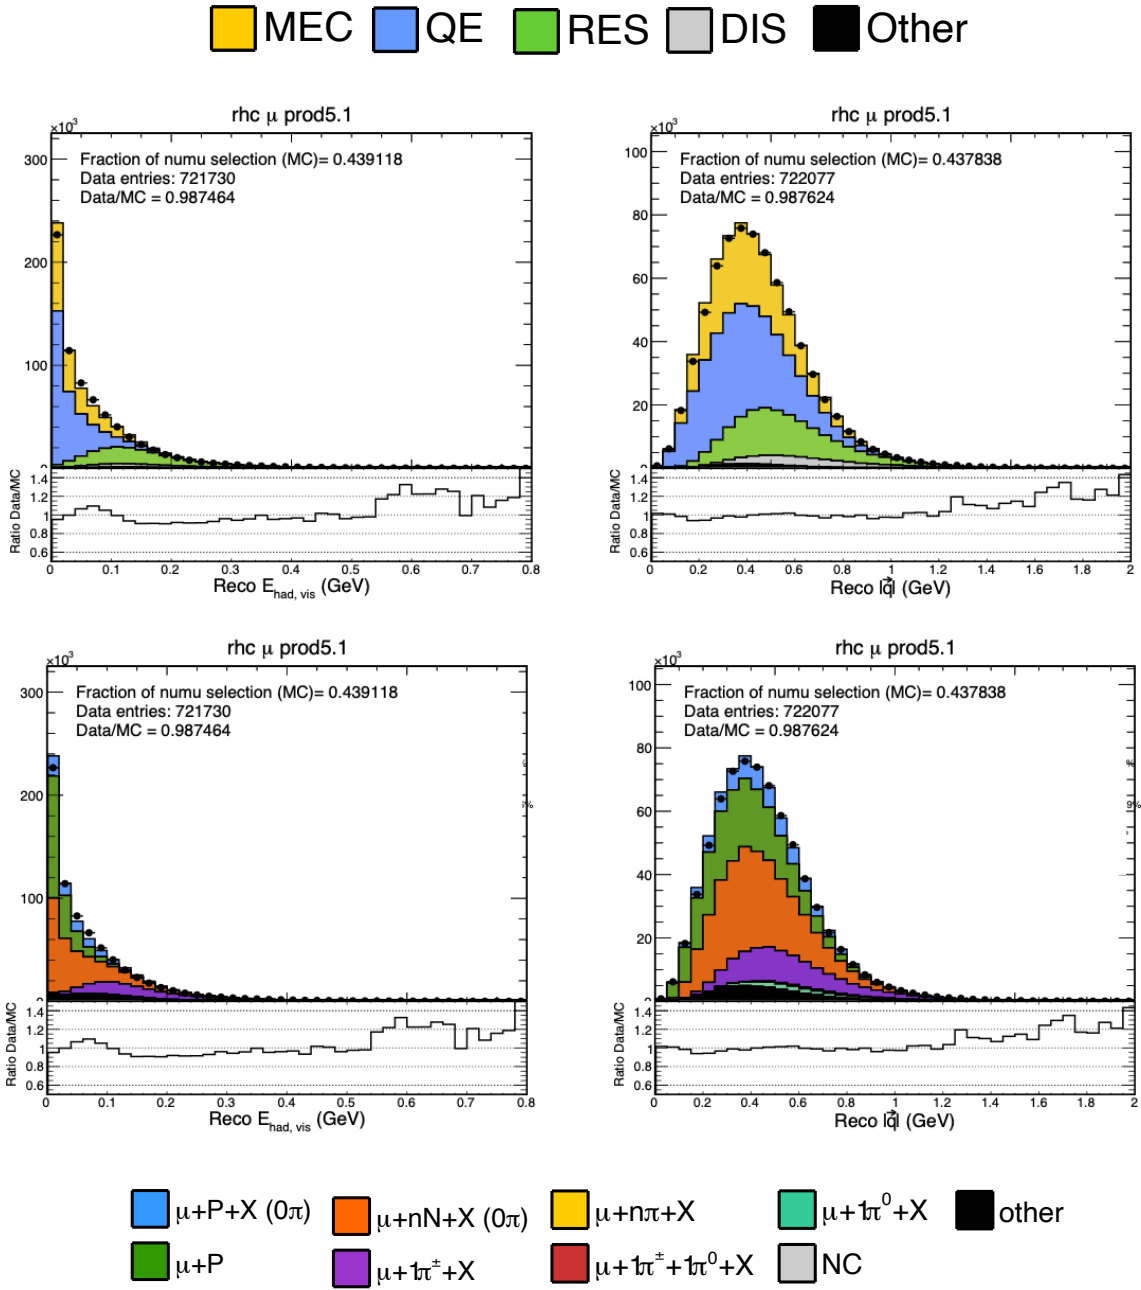 MEC QE RES DIS Other
rhc μ prod5.1
×10³
Fraction of numu selection (MC)= 0.439118
Data entries: 721730
Data/MC = 0.987464
300
200
100
0
Ratio Data/MC
1.4
1.2
1
0.8
0.6
0 0.1 0.2 0.3 0.4 0.5 0.6 0.7 0.8
Reco E_had, vis (GeV)
rhc μ prod5.1
×10³
Fraction of numu selection (MC)= 0.437838
Data entries: 722077
Data/MC = 0.987624
100
80
60
40
20
0
Ratio Data/MC
1.4
1.2
1
0.8
0.6
0 0.2 0.4 0.6 0.8 1 1.2 1.4 1.6 1.8 2
Reco |q⃗| (GeV)
rhc μ prod5.1
×10³
Fraction of numu selection (MC)= 0.439118
Data entries: 721730
Data/MC = 0.987464
300
200
100
0
%
%
Ratio Data/MC
1.4
1.2
1
0.8
0.6
0 0.1 0.2 0.3 0.4 0.5 0.6 0.7 0.8
Reco E_had, vis (GeV)
rhc μ prod5.1
×10³
Fraction of numu selection (MC)= 0.437838
Data entries: 722077
Data/MC = 0.987624
100
80
60
40
20
0
%
9%
Ratio Data/MC
1.4
1.2
1
0.8
0.6
0 0.2 0.4 0.6 0.8 1 1.2 1.4 1.6 1.8 2
Reco |q⃗| (GeV)
μ+P+X (0π) μ+nN+X (0π) μ+nπ+X μ+1π⁰+X other
μ+P μ+1π±+X μ+1π±+1π⁰+X NC